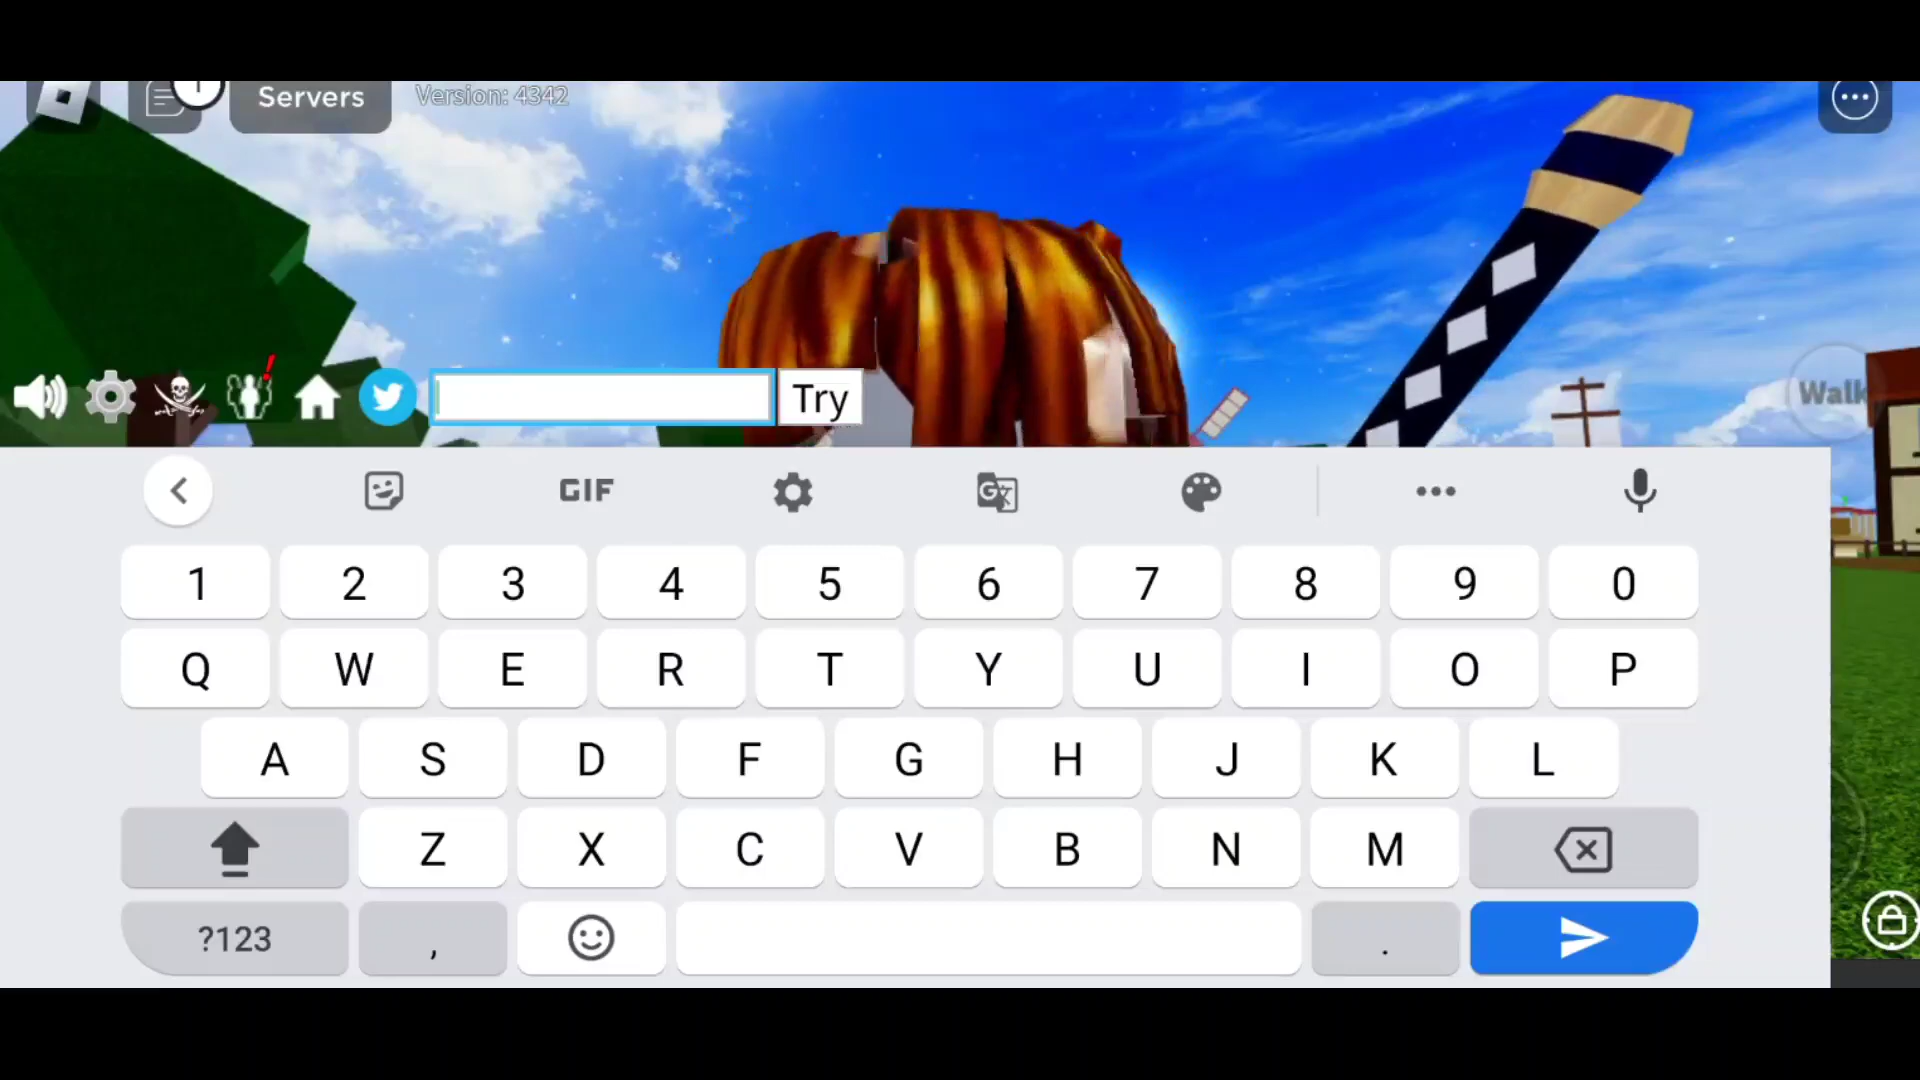 Servers
Version: 4342
Try
Walk
GIF
1 2 3 4 5 6 7 8 9 0
Q W E R T Y U I O P
A S D F G H J K L
Z X C V B N M
?123 , .